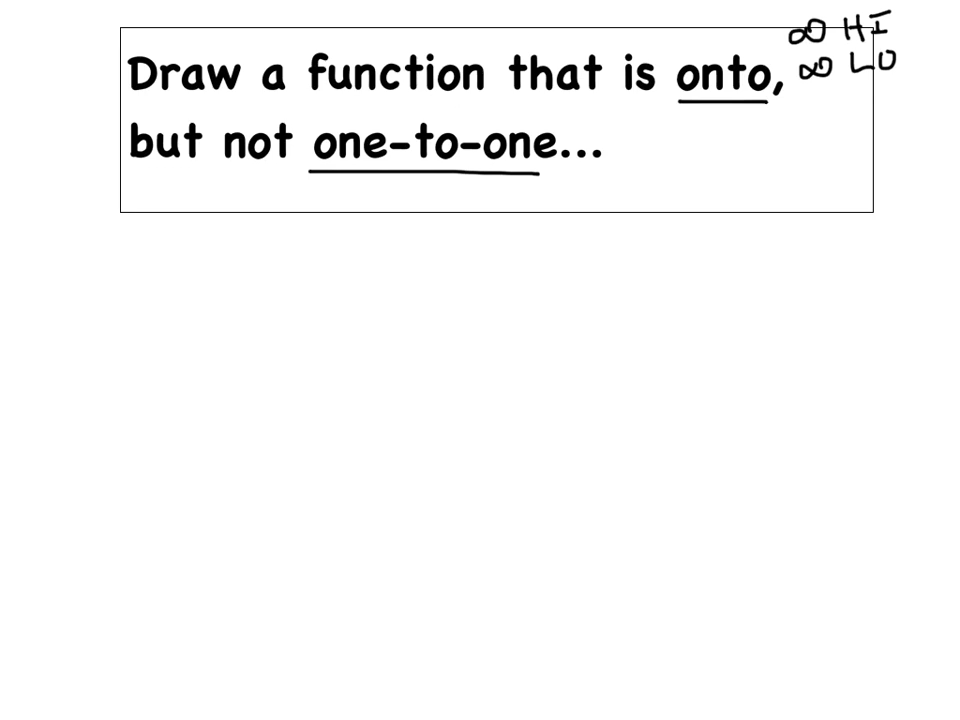 Draw a function that is onto,
but not one-to-one...
∞ HI
∞ LO